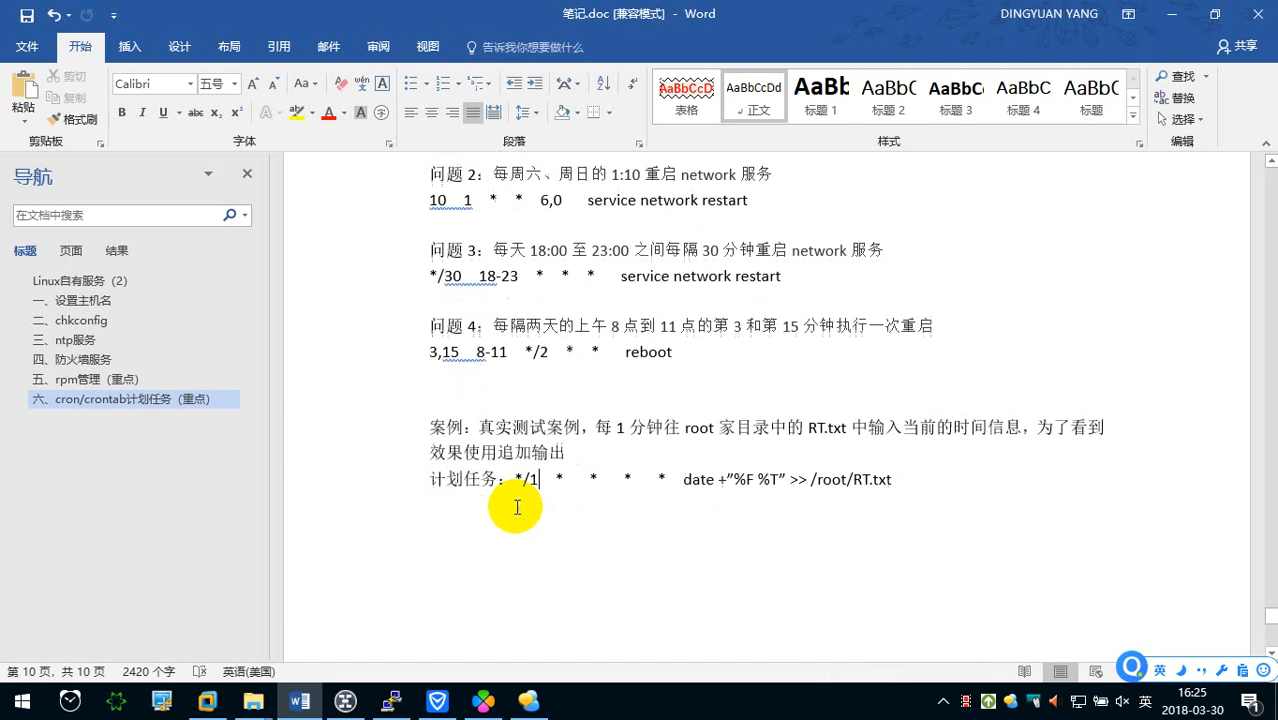 笔记.doc [兼容模式] - Word
DINGYUAN YANG
文件 开始 插入 设计 布局 引用 邮件 审阅 视图 告诉我你想要做什么 共享
粘贴 剪切 复制 格式刷
Calibri 五号
表格 正文 标题 1 标题 2 标题 3 标题 4 标题
查找 替换 选择
剪贴板 字体 段落 样式 编辑
导航
在文档中搜索
标题 页面 结果
Linux自有服务（2）
一、设置主机名
二、chkconfig
三、ntp服务
四、防火墙服务
五、rpm管理（重点）
六、cron/crontab计划任务（重点）
问题 2：每周六、周日的 1:10 重启 network 服务
10 1 * * 6,0 service network restart
问题 3：每天 18:00 至 23:00 之间每隔 30 分钟重启 network 服务
*/30 18-23 * * * service network restart
问题 4：每隔两天的上午 8 点到 11 点的第 3 和第 15 分钟执行一次重启
3,15 8-11 */2 * * reboot
案例：真实测试案例，每 1 分钟往 root 家目录中的 RT.txt 中输入当前的时间信息，为了看到
效果使用追加输出
计划任务：*/1 * * * * date +”%F %T” >> /root/RT.txt
第 10 页，共 10 页 2420 个字 英语(美国)
英
英 16:25
2018-03-30